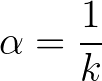 α = 1/k